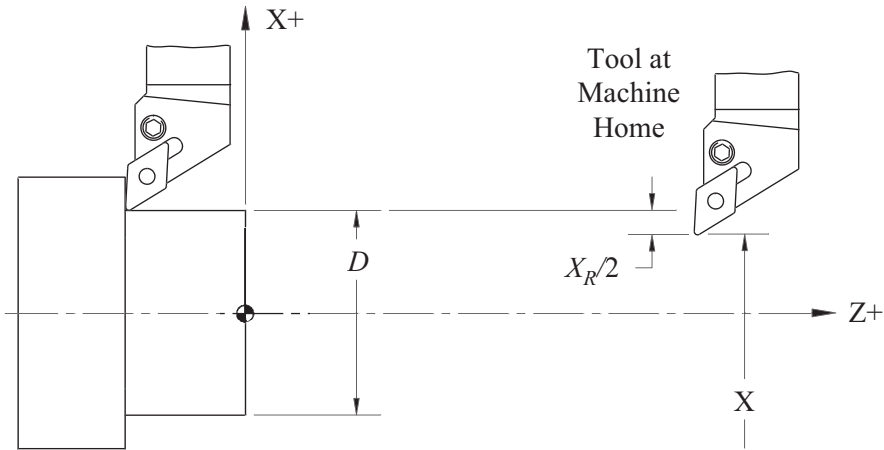 X+
Tool at
Machine
Home
D
X_R/2
Z+
X